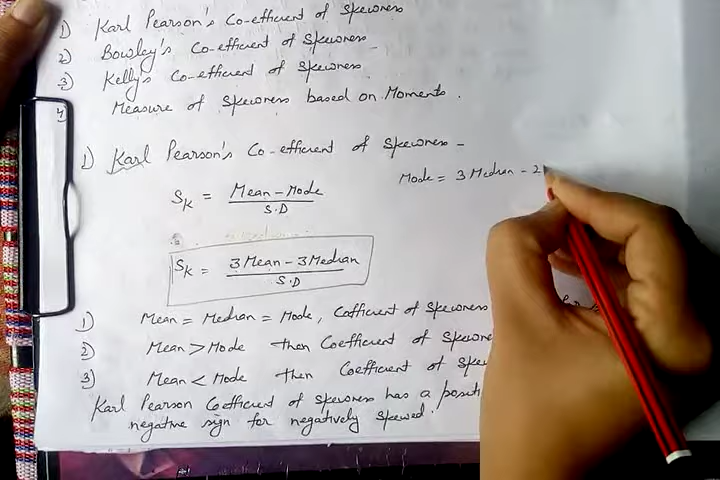 1) Karl Pearson's Co-efficient of Skewness
2) Bowley's Co-efficient of Skewness
3) Kelly's Co-efficient of Skewness
4) Measure of Skewness based on Moments.
1) Karl Pearson's Co-efficient of Skewness -
Sk = Mean - Mode / S.D
Mode = 3 Median - 2
Sk = 3 Mean - 3 Median / S.D
1) Mean = Median = Mode, Cofficient of Skewness
2) Mean > Mode then Coefficient of Skewne
3) Mean < Mode then Coefficient of Skew
Karl Pearson Coefficient of Skewness has a positi
negative sign for negatively skewed.